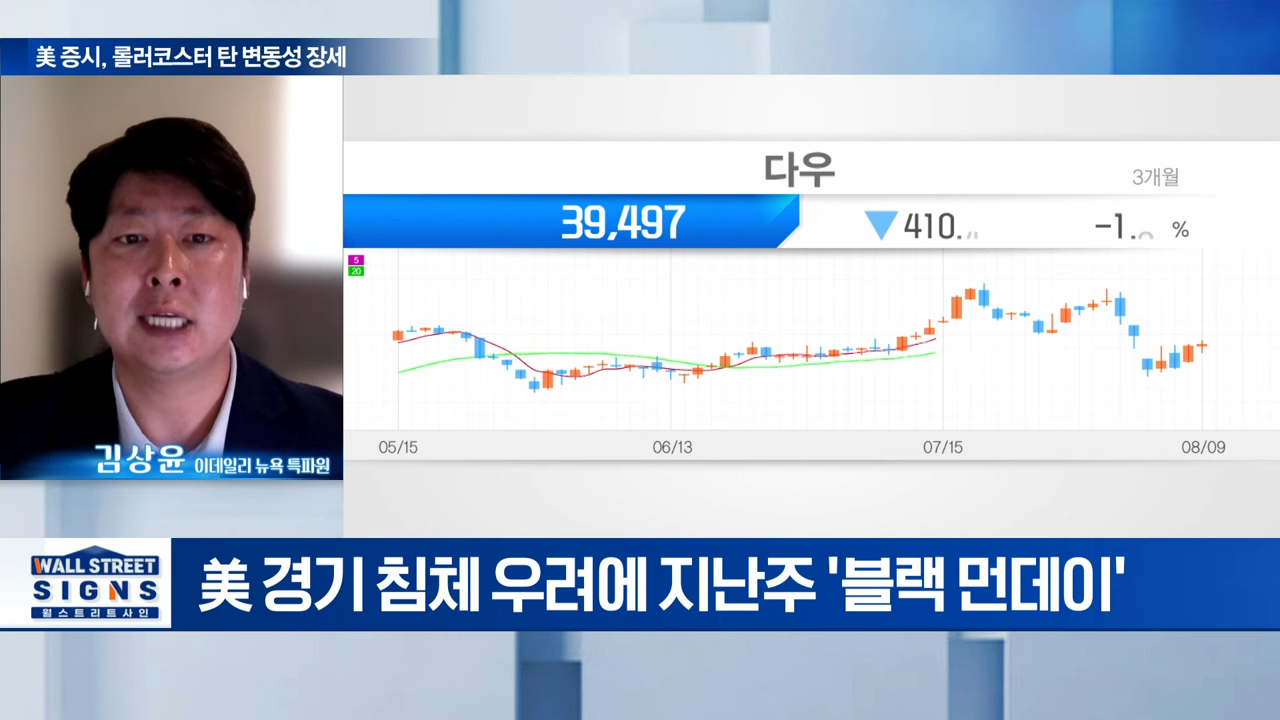 美 증시, 롤러코스터 탄 변동성 장세
다우
3개월
39,497
▼410.
-1. %
5
20
05/15
06/13
07/15
08/09
김상윤 이데일리 뉴욕 특파원
WALL STREET
SIGNS
월스트리트사인
美 경기 침체 우려에 지난주 '블랙 먼데이'